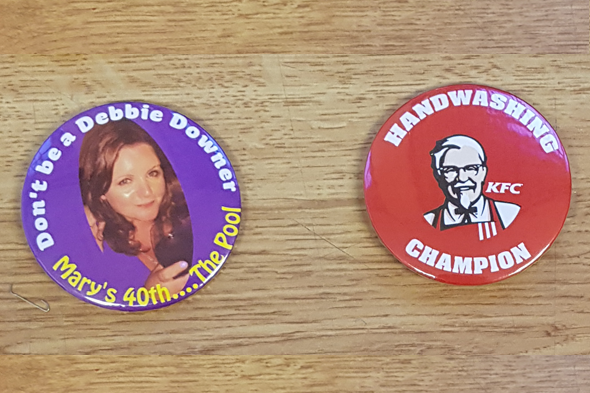 Don't be a Debbie Downer
Mary's 40th....The Pool
HANDWASHING
KFC
CHAMPION